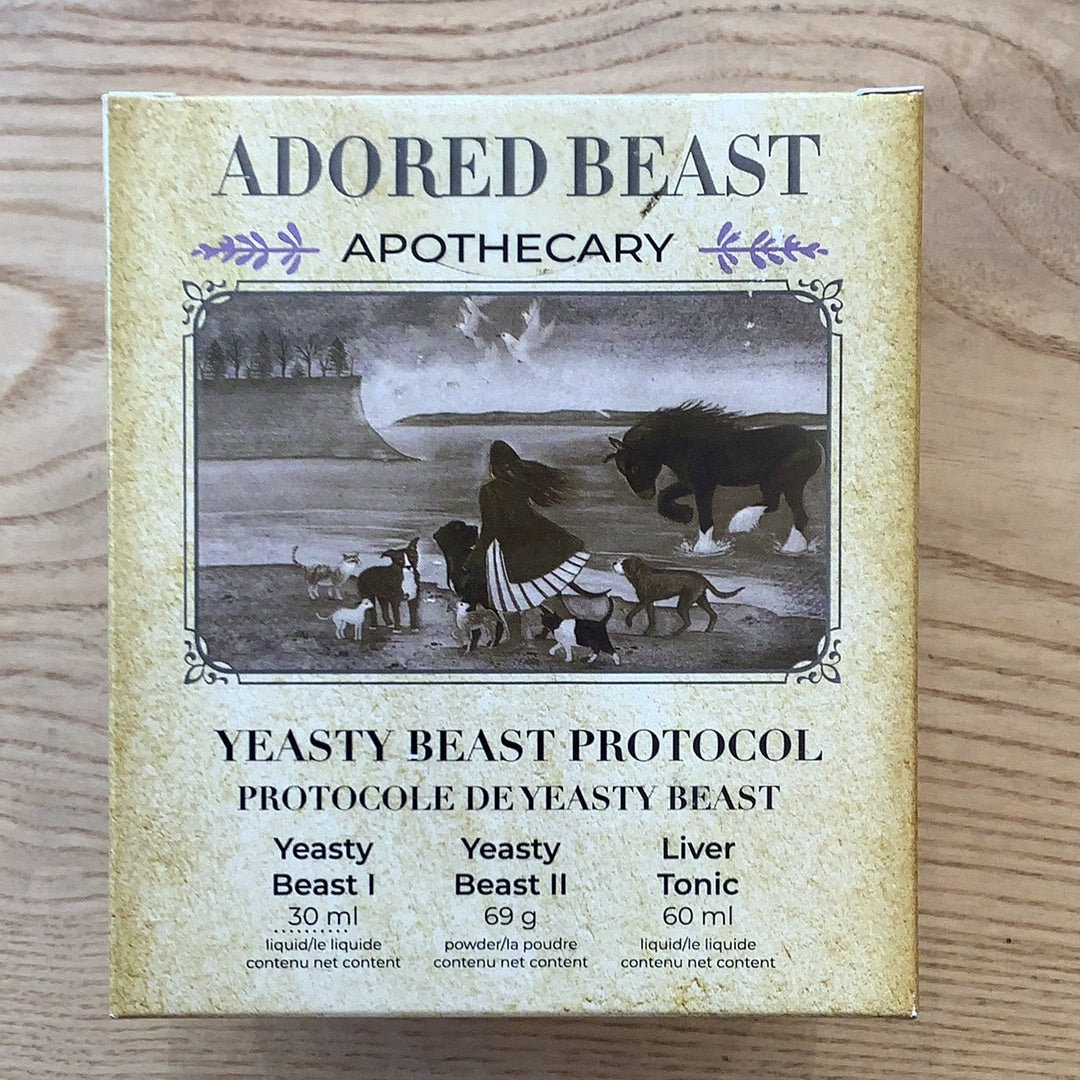 ADORED BEAST
APOTHECARY
YEASTY BEAST PROTOCOL
PROTOCOLE DE YEASTY BEAST
Yeasty Beast I
30 ml
liquid/le liquide
contenu net content
Yeasty Beast II
69 g
powder/la poudre
contenu net content
Liver Tonic
60 ml
liquid/le liquide
contenu net content